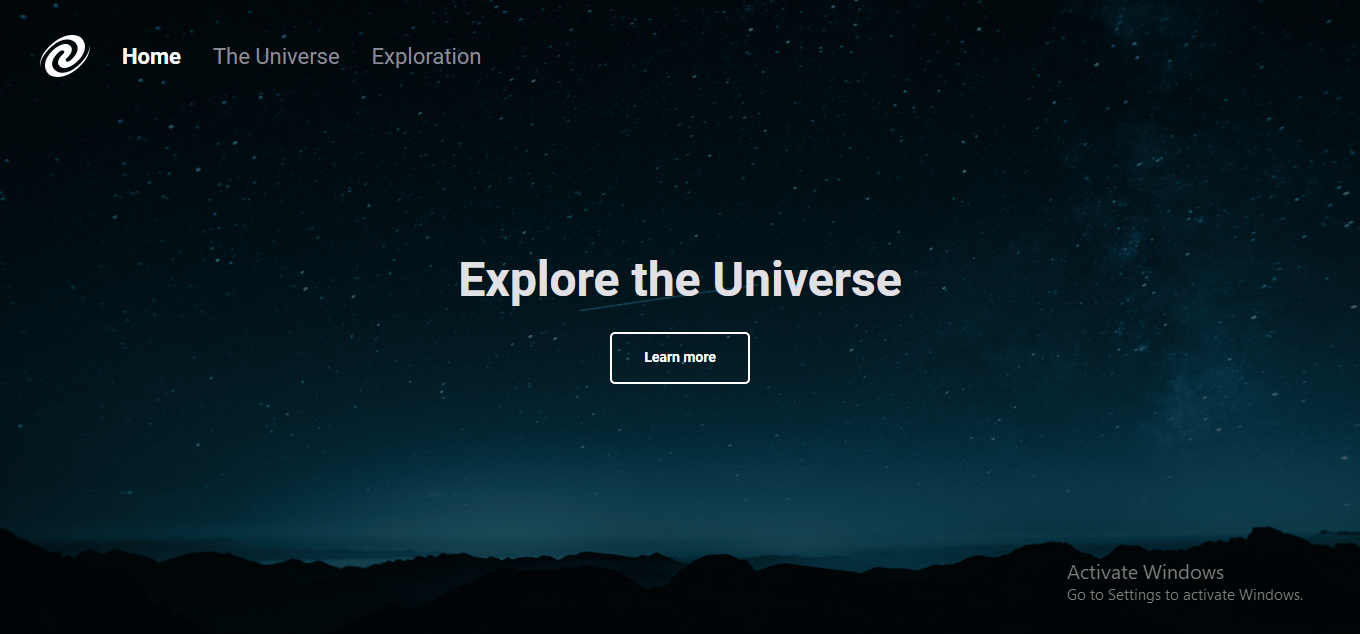 Home The Universe Exploration
Explore the Universe
Learn more
Activate Windows
Go to Settings to activate Windows.